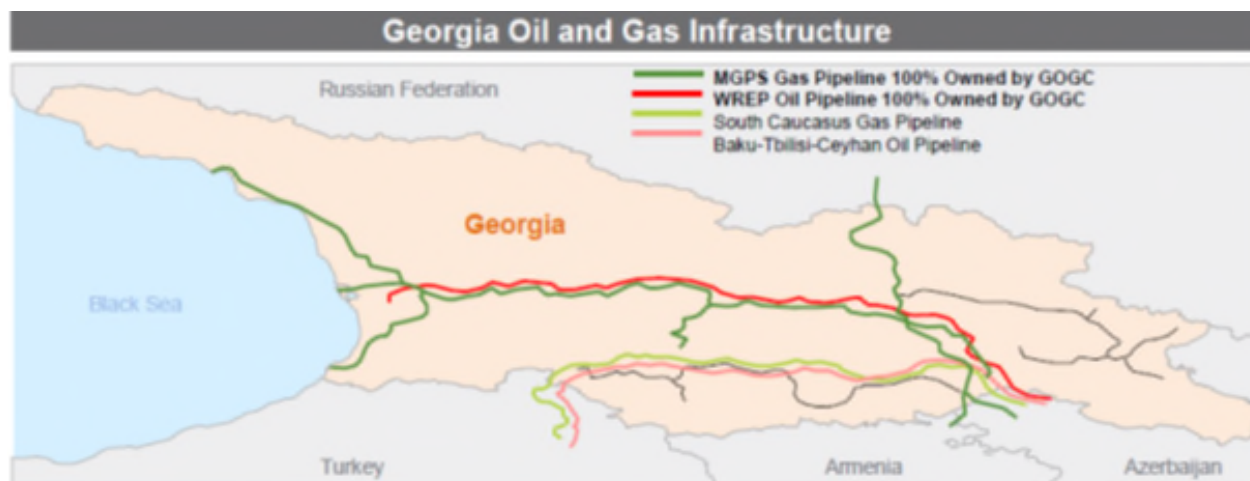 Georgia Oil and Gas Infrastructure
Russian Federation
MGPS Gas Pipeline 100% Owned by GOGC
WREP Oil Pipeline 100% Owned by GOGC
South Caucasus Gas Pipeline
Baku-Tbilisi-Ceyhan Oil Pipeline
Georgia
Black Sea
Turkey
Armenia
Azerbaijan